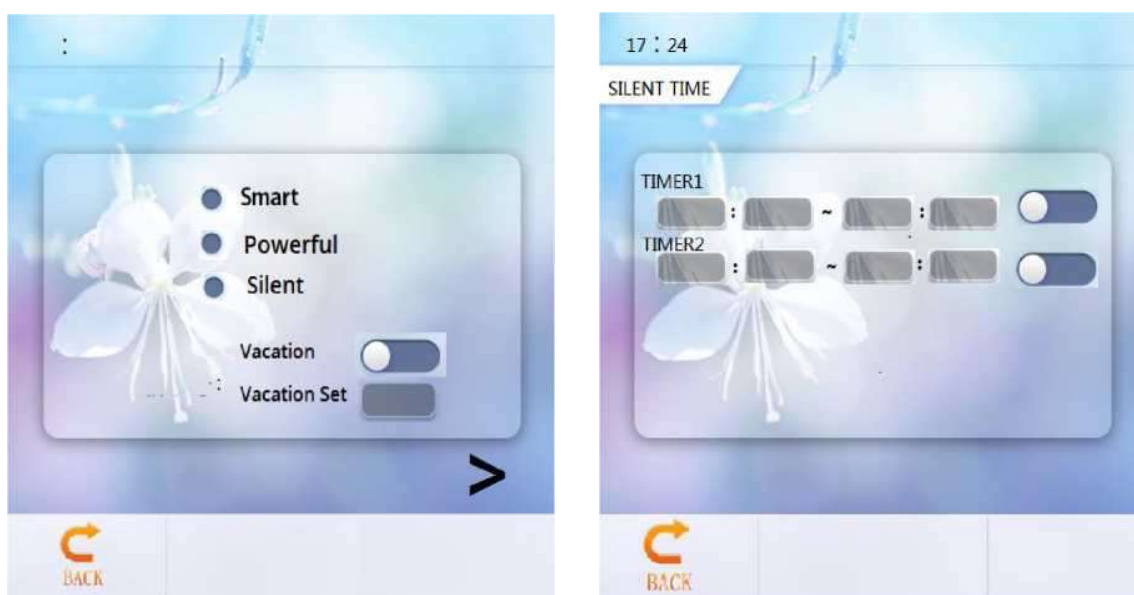 :
Smart
Powerful
Silent
Vacation
Vacation Set
>
BACK
17 : 24
SILENT TIME
TIMER1
: ~ :
TIMER2
: ~ :
BACK